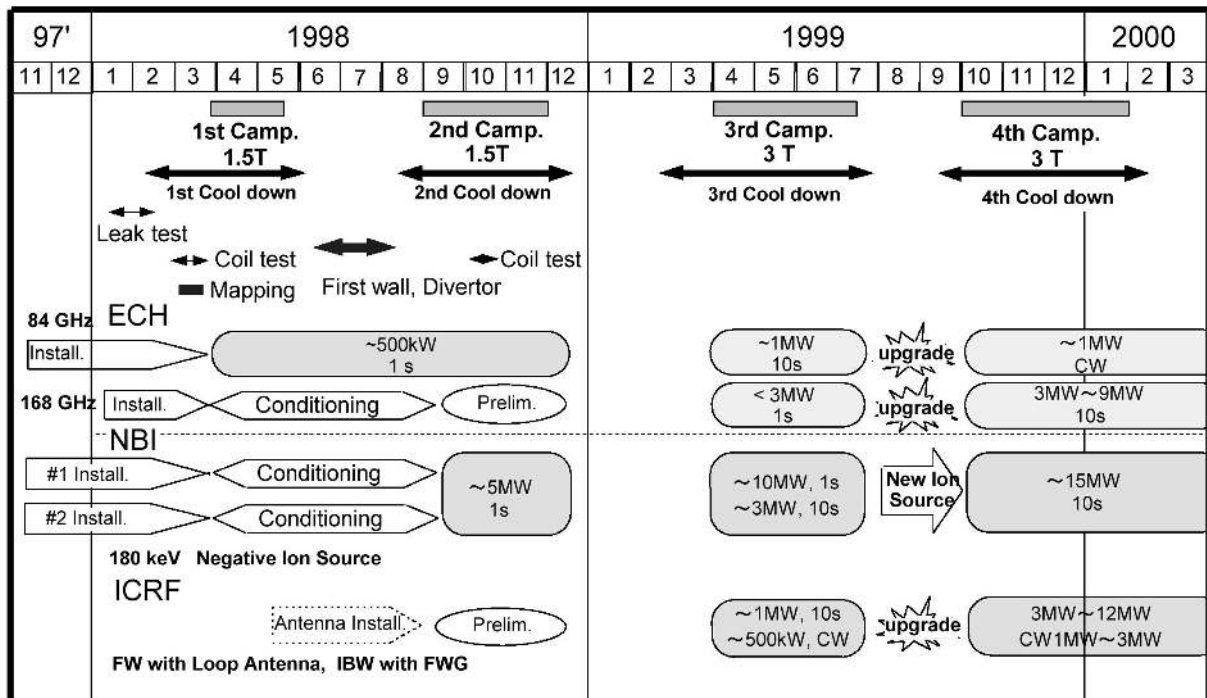 97' 1998 1999 2000
11 12 1 2 3 4 5 6 7 8 9 10 11 12 1 2 3 4 5 6 7 8 9 10 11 12 1 2 3
1st Camp. 2nd Camp. 3rd Camp. 4th Camp.
1.5T 1.5T 3 T 3 T
1st Cool down 2nd Cool down 3rd Cool down 4th Cool down
Leak test
Coil test Coil test
Mapping First wall, Divertor
ECH
84 GHz
Install. ~500kW ~1MW upgrade ~1MW
1 s 10s CW
168 GHz Install. Conditioning Prelim. < 3MW upgrade 3MW~9MW
1s 10s
NBI
#1 Install. Conditioning ~5MW ~10MW, 1s New Ion ~15MW
#2 Install. Conditioning 1s ~3MW, 10s Source 10s
180 keV Negative Ion Source
ICRF
Antenna Install. Prelim. ~1MW, 10s upgrade 3MW~12MW
~500kW, CW CW1MW~3MW
FW with Loop Antenna, IBW with FWG